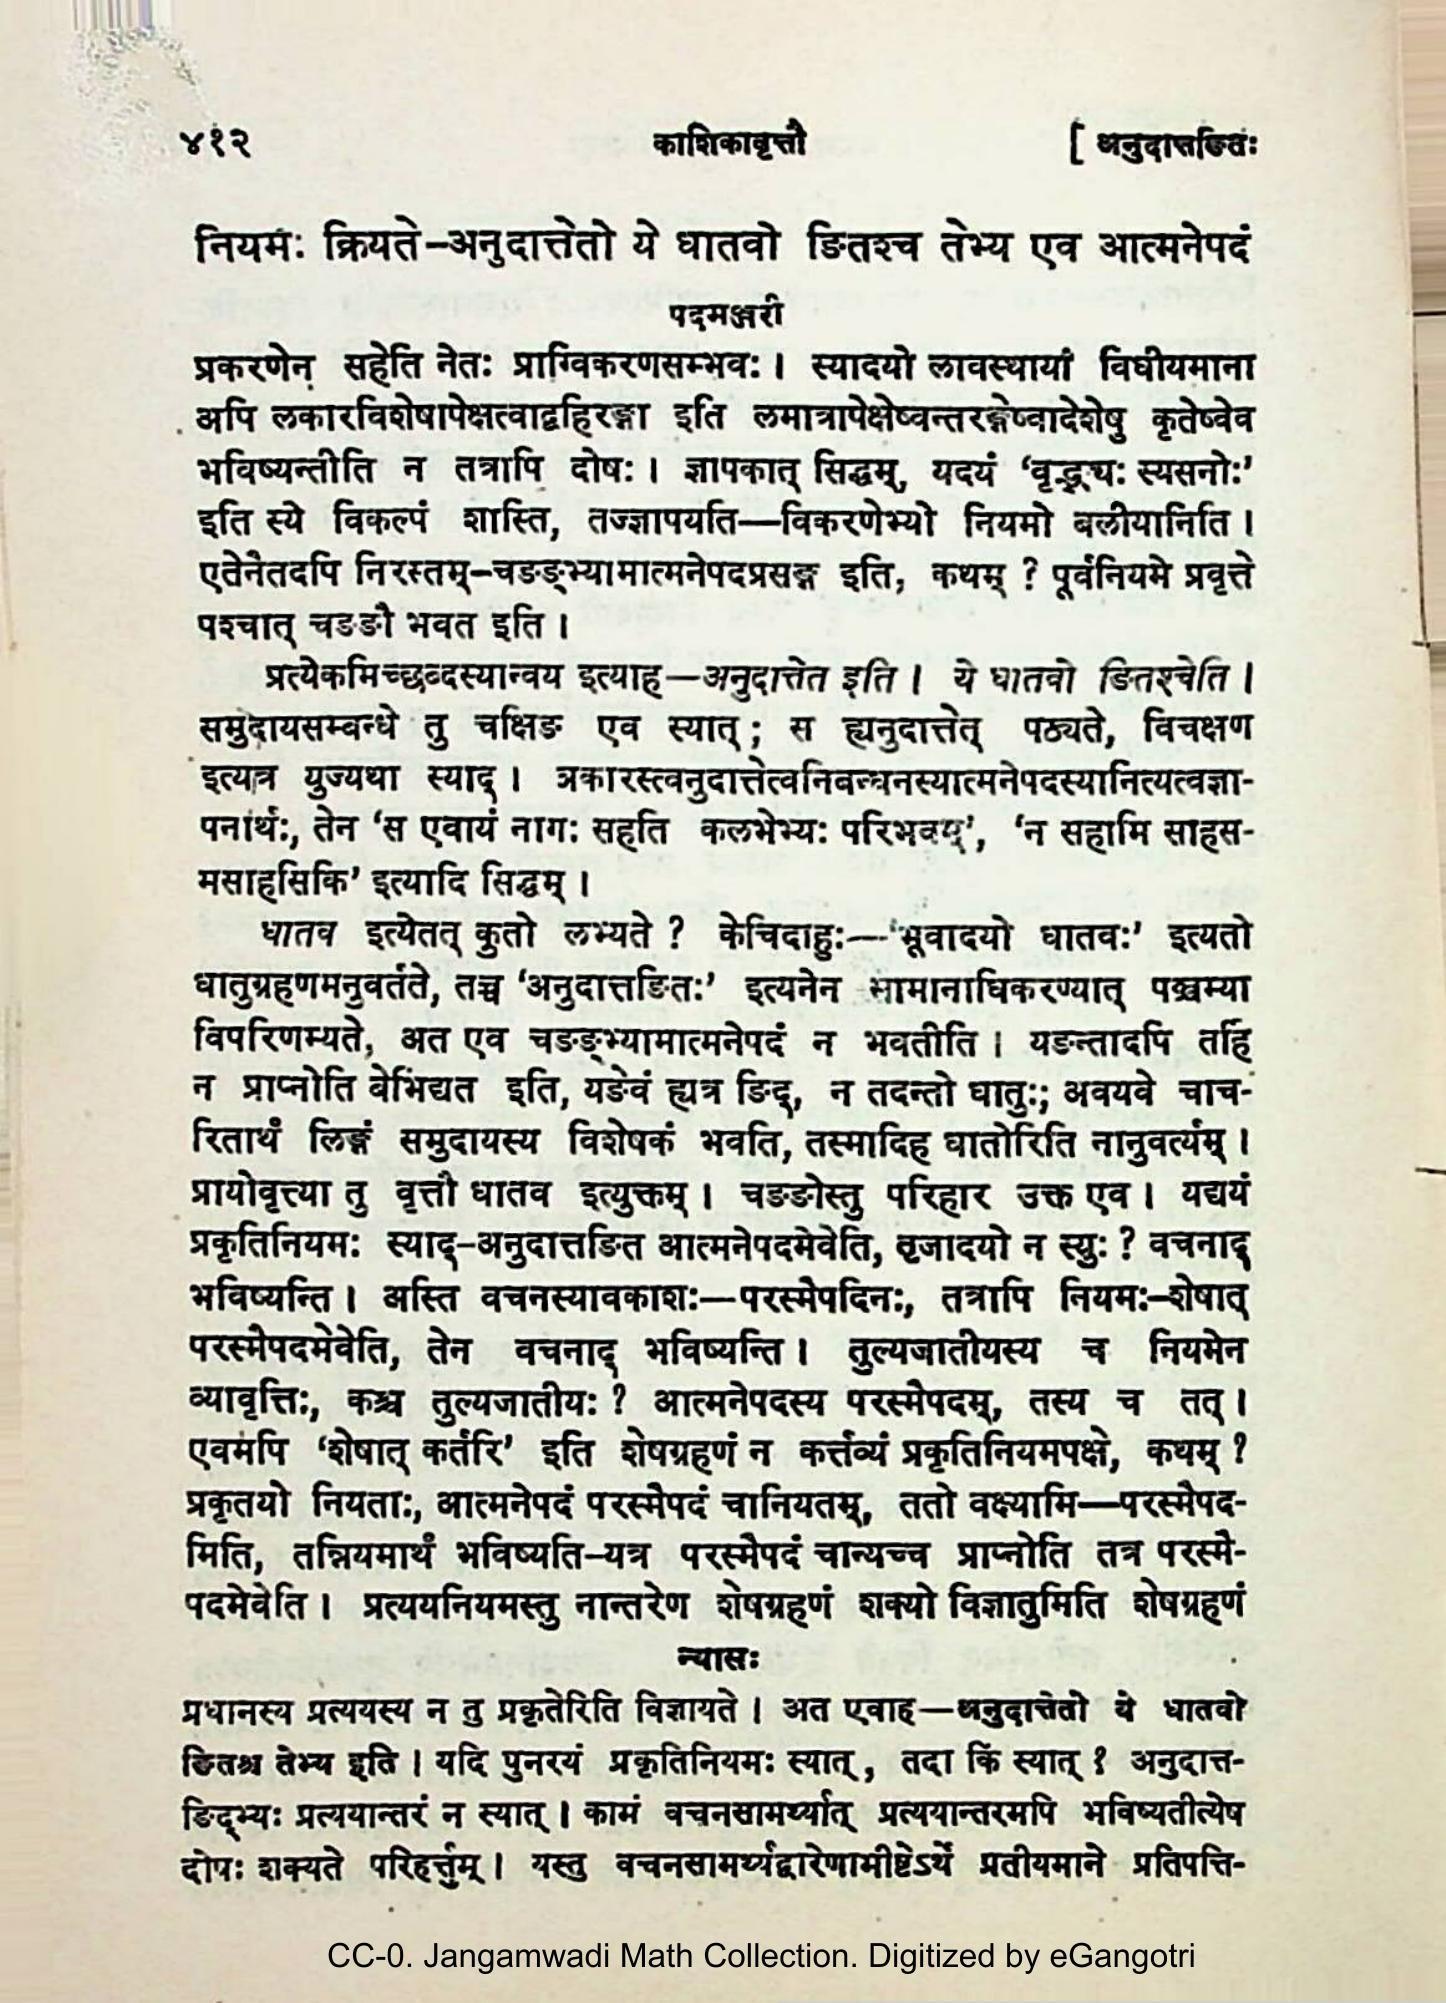 ४१२ काशिकावृत्तौ [ अनुदात्तङितः
नियमः क्रियते–अनुदात्तेतो ये धातवो ङितश्च तेभ्य एव आत्मनेपदं
पदमञ्जरी
प्रकरणेन सहेति नेतः प्राग्विकरणसम्भवः। स्यादयो लावस्थायां विधीयमाना
अपि लकारविशेषापेक्षत्वाद्वहिरङ्गा इति लमात्रापेक्षेष्वन्तरङ्गेष्वादेशेषु कृतेष्वेव
भविष्यन्तीति न तत्रापि दोषः। ज्ञापकात् सिद्धम्, यदयं ‘वृद्भ्यः स्यसनोः’
इति स्ये विकल्पं शास्ति, तज्ज्ञापयति—विकरणेभ्यो नियमो बलीयानिति।
एतेनैतदपि निरस्तम्–चङङ्भ्यामात्मनेपदप्रसङ्ग इति, कथम् ? पूर्वनियमे प्रवृत्ते
पश्चात् चङङौ भवत इति।
प्रत्येकमिच्छब्दस्यान्वय इत्याह—अनुदात्तेत इति। ये धातवो ङितश्चेति।
समुदायसम्बन्धे तु चक्षिङ एव स्यात्; स ह्यनुदात्तेत् पठ्यते, विचक्षण
इत्यत्र युज्यथा स्याद्। त्रकारस्त्वनुदात्तेत्वनिबन्धनस्यात्मनेपदस्यानित्यत्वज्ञा-
पनार्थः, तेन ‘स एवायं नागः सहति कलभेभ्यः परिभवम्’, ‘न सहामि साहस-
मसाहसिकि’ इत्यादि सिद्धम्।
धातव इत्येतत् कुतो लभ्यते ? केचिदाहुः—‘भूवादयो धातवः’ इत्यतो
धातुग्रहणमनुवर्तते, तच्च ‘अनुदात्तङितः’ इत्यनेन सामानाधिकरण्यात् पञ्चम्या
विपरिणम्यते, अत एव चङङ्भ्यामात्मनेपदं न भवतीति। यङन्तादपि तर्हि
न प्राप्नोति बेभिद्यत इति, यङेवं ह्यत्र ङिद्, न तदन्तो धातुः; अवयवे चाच-
रितार्थं लिङ्गं समुदायस्य विशेषकं भवति, तस्मादिह धातोरिति नानुवर्त्यम्।
प्रायोवृत्त्या तु वृत्तौ धातव इत्युक्तम्। चङङोस्तु परिहार उक्त एव। यद्ययं
प्रकृतिनियमः स्याद्–अनुदात्तङित आत्मनेपदमेवेति, तृजादयो न स्युः ? वचनाद्
भविष्यन्ति। अस्ति वचनस्यावकाशः—परस्मैपदिनः, तत्रापि नियमः–शेषात्
परस्मैपदमेवेति, तेन वचनाद् भविष्यन्ति। तुल्यजातीयस्य च नियमेन
व्यावृत्तिः, कश्च तुल्यजातीयः ? आत्मनेपदस्य परस्मैपदम्, तस्य च तत्।
एवमपि ‘शेषात् कर्तरि’ इति शेषग्रहणं न कर्त्तव्यं प्रकृतिनियमपक्षे, कथम् ?
प्रकृतयो नियताः, आत्मनेपदं परस्मैपदं चानियतम्, ततो वक्ष्यामि—परस्मैपद-
मिति, तन्नियमार्थं भविष्यति–यत्र परस्मैपदं चान्यच्च प्राप्नोति तत्र परस्मै-
पदमेवेति। प्रत्ययनियमस्तु नान्तरेण शेषग्रहणं शक्यो विज्ञातुमिति शेषग्रहणं
न्यासः
प्रधानस्य प्रत्ययस्य न तु प्रकृतेरिति विज्ञायते। अत एवाह—अनुदात्तेतो ये धातवो
ङितश्च तेभ्य इति। यदि पुनरयं प्रकृतिनियमः स्यात्, तदा किं स्यात् ? अनुदात्त-
ङिद्भ्यः प्रत्ययान्तरं न स्यात्। कामं वचनसामर्थ्यात् प्रत्ययान्तरमपि भविष्यतीत्येष
दोषः शक्यते परिहर्त्तुम्। यस्तु वचनसामर्थ्यद्वारेणाभीष्टेऽर्थे प्रतीयमाने प्रतिपत्ति-
CC-0. Jangamwadi Math Collection. Digitized by eGangotri